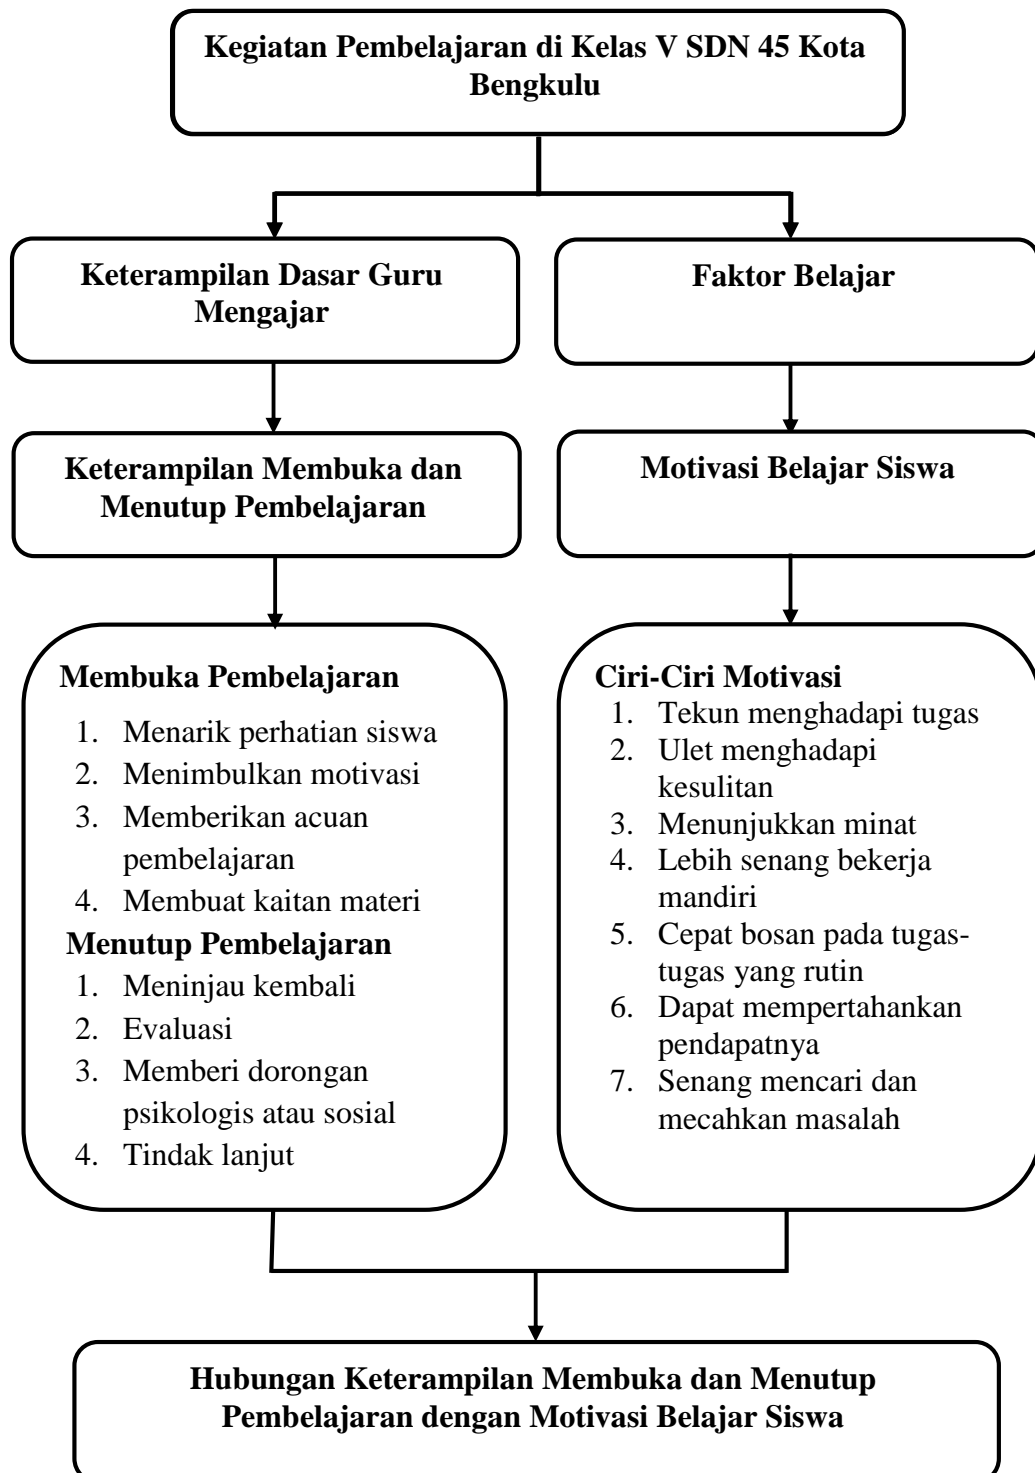 Kegiatan Pembelajaran di Kelas V SDN 45 Kota
Bengkulu
Keterampilan Dasar Guru
Mengajar
Faktor Belajar
Keterampilan Membuka dan
Menutup Pembelajaran
Motivasi Belajar Siswa
Membuka Pembelajaran
1. Menarik perhatian siswa
2. Menimbulkan motivasi
3. Memberikan acuan
pembelajaran
4. Membuat kaitan materi
Menutup Pembelajaran
1. Meninjau kembali
2. Evaluasi
3. Memberi dorongan
psikologis atau sosial
4. Tindak lanjut
Ciri-Ciri Motivasi
1. Tekun menghadapi tugas
2. Ulet menghadapi
kesulitan
3. Menunjukkan minat
4. Lebih senang bekerja
mandiri
5. Cepat bosan pada tugas-
tugas yang rutin
6. Dapat mempertahankan
pendapatnya
7. Senang mencari dan
mecahkan masalah
Hubungan Keterampilan Membuka dan Menutup
Pembelajaran dengan Motivasi Belajar Siswa